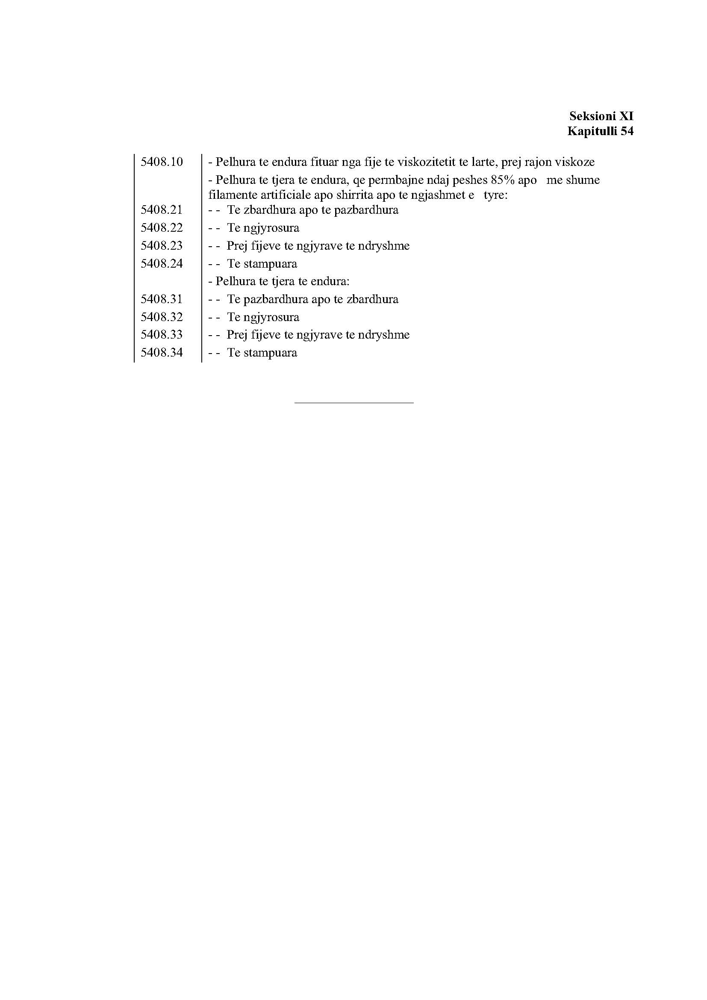 Seksioni XI
Kapitulli 54
5408.10 - Pelhura te endura fituar nga fije te viskozitetit te larte, prej rajon viskoze
- Pelhura te tjera te endura, qe permbajne ndaj peshes 85% apo me shume
filamente artificiale apo shirrita apo te ngjashmet e tyre:
5408.21 - - Te zbardhura apo te pazbardhura
5408.22 - - Te ngjyrosura
5408.23 - - Prej fijeve te ngjyrave te ndryshme
5408.24 - - Te stampuara
- Pelhura te tjera te endura:
5408.31 - - Te pazbardhura apo te zbardhura
5408.32 - - Te ngjyrosura
5408.33 - - Prej fijeve te ngjyrave te ndryshme
5408.34 - - Te stampuara